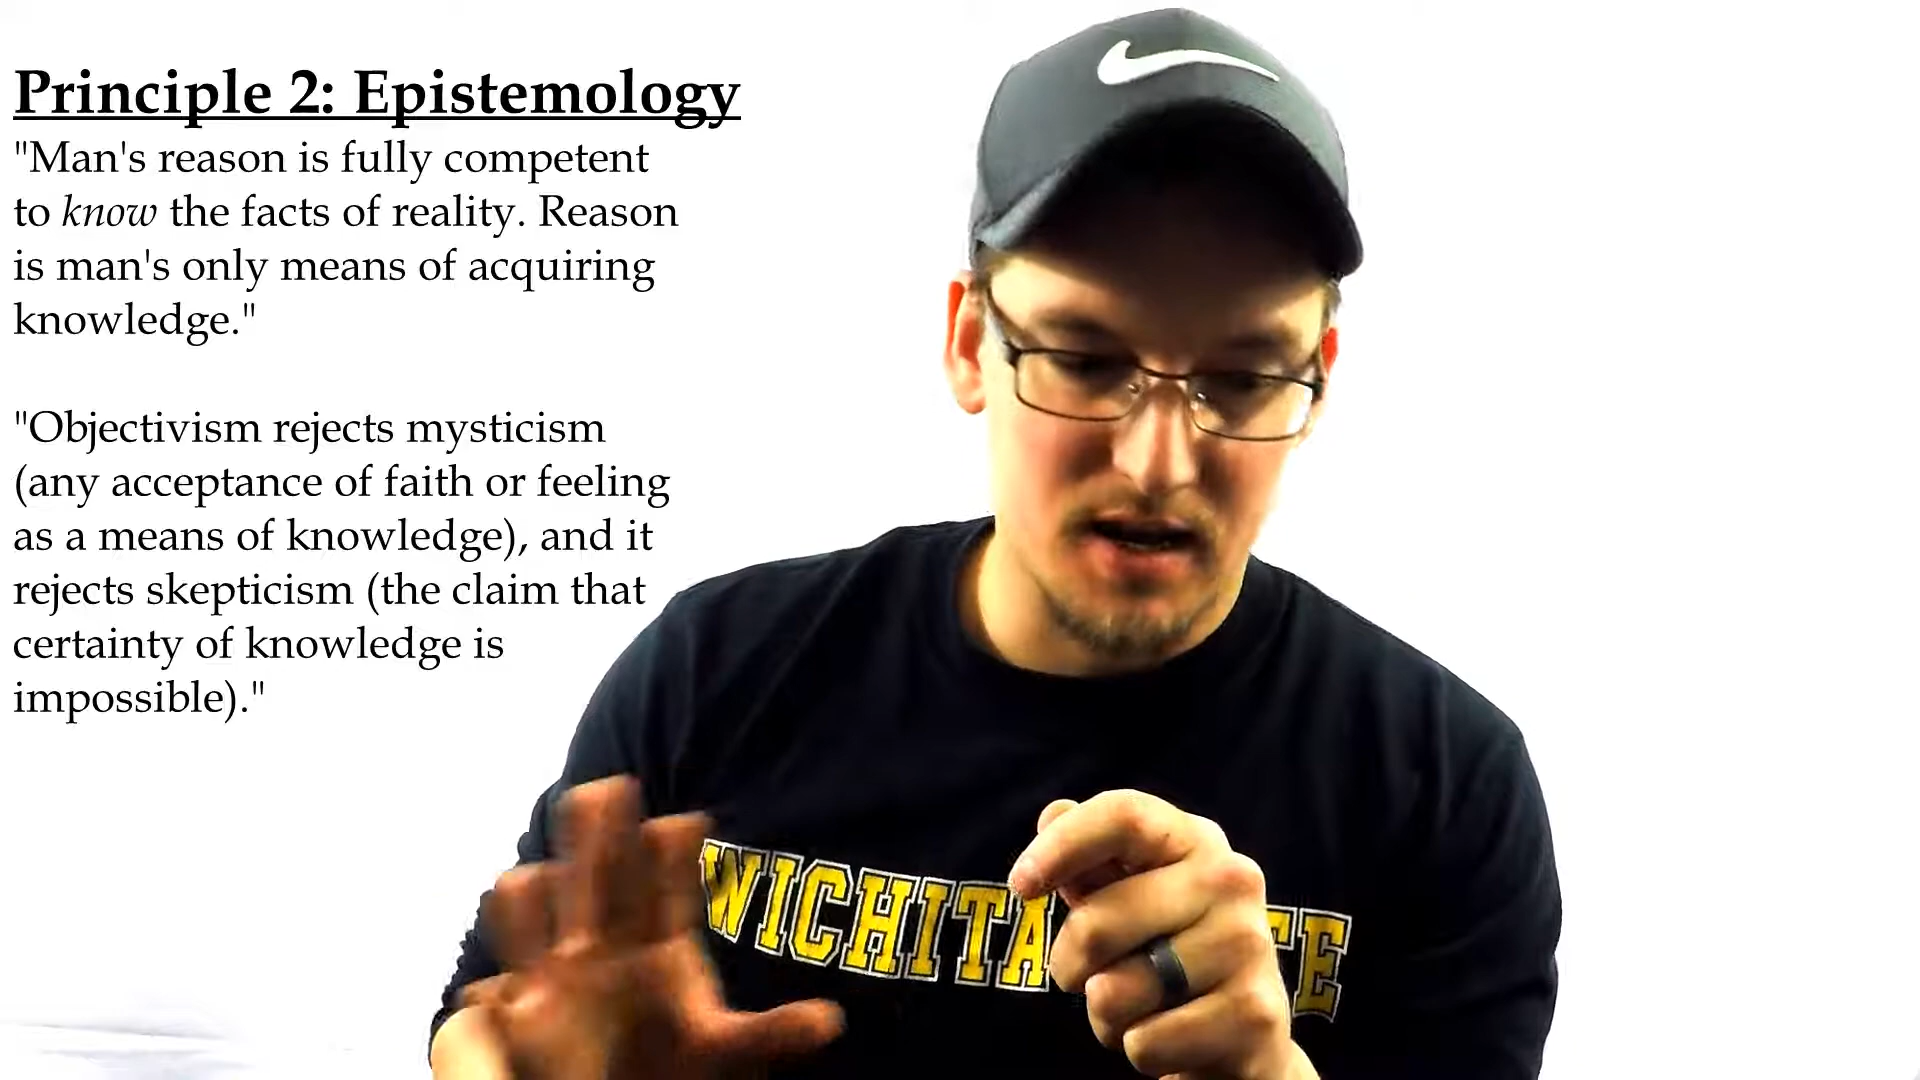 Principle 2: Epistemology
"Man's reason is fully competent
to know the facts of reality. Reason
is man's only means of acquiring
knowledge."
"Objectivism rejects mysticism
(any acceptance of faith or feeling
as a means of knowledge), and it
rejects skepticism (the claim that
certainty of knowledge is
impossible)."
WICHITA TE